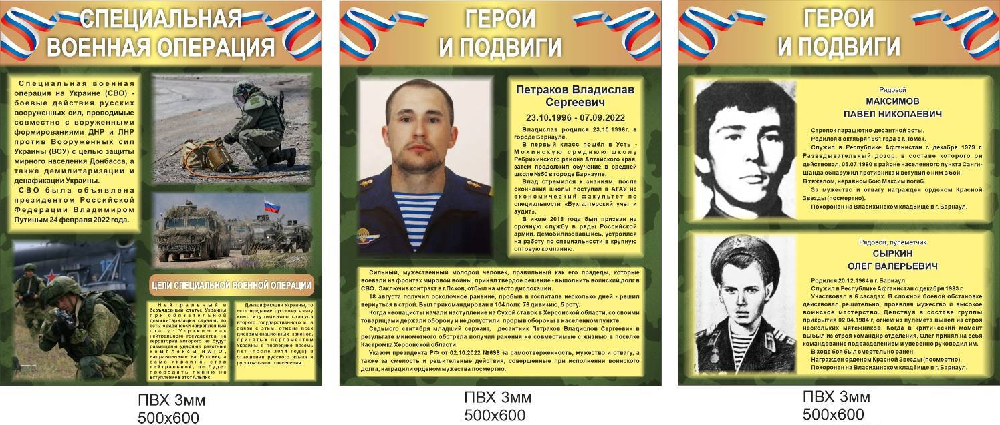 СПЕЦИАЛЬНАЯ
ВОЕННАЯ ОПЕРАЦИЯ
Специальная военная
операция на Украине (СВО) -
боевые действия русских
вооруженных сил, проводимые
совместно с воруженными
формированиями ДНР и ЛНР
против Вооруженных сил
Украины (ВСУ) с целью защиты
мирного населения Донбасса, а
также демилитаризации и
денафикации Украины.
СВО была объявлена
президентом Российской
Федерации Владимиром
Путиным 24 февраля 2022 года.
ЦЕЛИ СПЕЦИАЛЬНОЙ ВОЕННОЙ ОПЕРАЦИИ
Нейтральный и
безъядерный статус Украины
при обязательной
демилитаризации страны, то
есть юридически закрепленный
статус Украины как
нейтрального государства, на
территории которого не будут
размещены ударные ракетные
комплексы НАТО,
направленные на Россию, а
сама Украина, став
нейтральной, не будет
проводить линию на
вступление в этот Альянс.
Денацификация Украины, то
есть предание русскому языку
конституционного статуса
второго государственного и, в
связи с этим, отмена всех
дискриминационных законов,
принятых парламентом
Украины в последние восемь
лет (после 2014 года) в
отношении русского языка и
русскоязычного населения.
ПВХ 3мм
500х600
ГЕРОИ
И ПОДВИГИ
Петраков Владислав
Сергеевич
23.10.1996 - 07.09.2022
Владислав родился 23.10.1996г. в
городе Барнауле.
В первый класс пошёл в Усть -
Мохинскую среднюю школу
Ребрихинского района Алтайского края,
затем продолжил обучение в средней
школе №50 в городе Барнауле.
Влад стремился к знаниям, после
окончания школы поступил в АГАУ на
экономический факультет по
специальности «Бухгалтерский учет и
аудит».
В июле 2018 года был призван на
срочную службу в ряды Российской
армии. Демобилизовавшись, устроился
на работу по специальности в крупную
оптовую компанию.
Сильный, мужественный молодой человек, правильный как его прадеды, которые
воевали на фронтах мировой войны, принял твердое решение - выполнить воинский долг в
СВО. Заключив контракт в г.Псков, отбыл на место дислокации.
18 августа получил осколочное ранение, пробыв в госпитале несколько дней - решил
вернуться в строй. Был прикомандирован в 104 полк 76 дивизию, 5 роту.
Когда неонацисты начали наступление на Сухой ставок в Херсонской области, со своими
товарищами держали оборону и не допустили прорыв обороны в населенном пункте.
Седьмого сентября младший сержант, десантник Петраков Владислов Сергеевич в
результате минометного обстрела получил ранения не совместимые с жизнью в поселке
Кастромка Херсонской области.
Указом президента РФ от 02.10.2022 №698 за самоотверженность, мужество и отвагу, а
также за смелость и решительные действия, совершенные при исполнении воинского
долга, наградили орденом мужества посмертно.
ПВХ 3мм
500х600
ГЕРОИ
И ПОДВИГИ
Рядовой
МАКСИМОВ
ПАВЕЛ НИКОЛАЕВИЧ
Стрелок парашютно-десантной роты.
Родился 8 октября 1961 года в г. Томск.
Служил в Республике Афганистан с декабря 1979 г.
Разведывательный дозор, в составе которого он
действовал, 05.07.1980 в районе населенного пункта Санги-
Шанда обнаружил противника и вступил с ним в бой.
В тяжелом, неравном бою Максим погиб.
За мужество и отвагу награжден орденом Красной
Звезды (посмертно).
Похоронен на Власихинском кладбище в г. Барнаул.
Рядовой, пулеметчик
СЫРКИН
ОЛЕГ ВАЛЕРЬЕВИЧ
Родился 20.12.1964 в г. Барнаул.
Служил в Республике Афганистан с декабря 1983 г.
Участвовал в 6 засадах. В сложной боевой обстановке
действовал решительно, проявляя мужество и высокое
воинское мастерство. Действуя в составе группы
прикрытия 02.04.1984 г, огнем из пулемета вывел из строя
нескольких мятежников. Когда в критический момент
выбыл из строя командир отделения, Олег принял на себя
командование подразделением и уверенно руководил им.
В ходе боя был смертельно ранен.
Награжден орденом Красной Звезды (посмертно).
Похоронен на Власихинском кладбище в г. Барнаул.
ПВХ 3мм
500х600